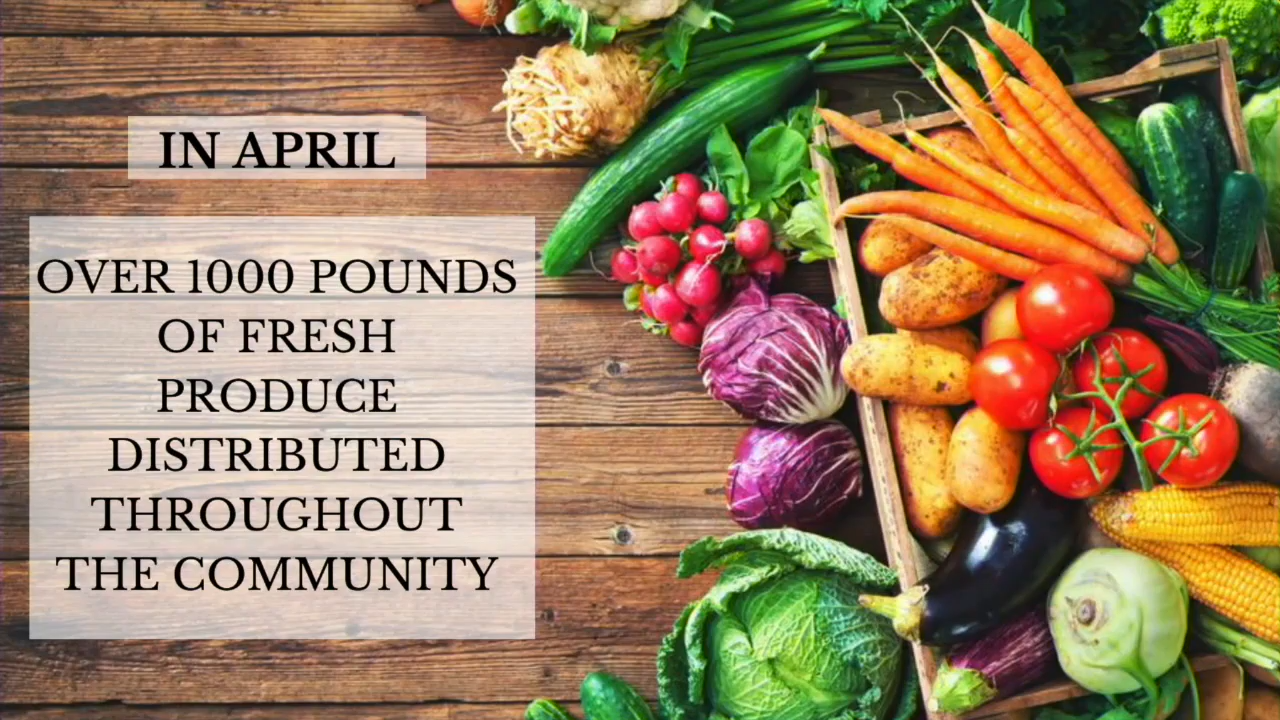 IN APRIL
OVER 1000 POUNDS
OF FRESH
PRODUCE
DISTRIBUTED
THROUGHOUT
THE COMMUNITY